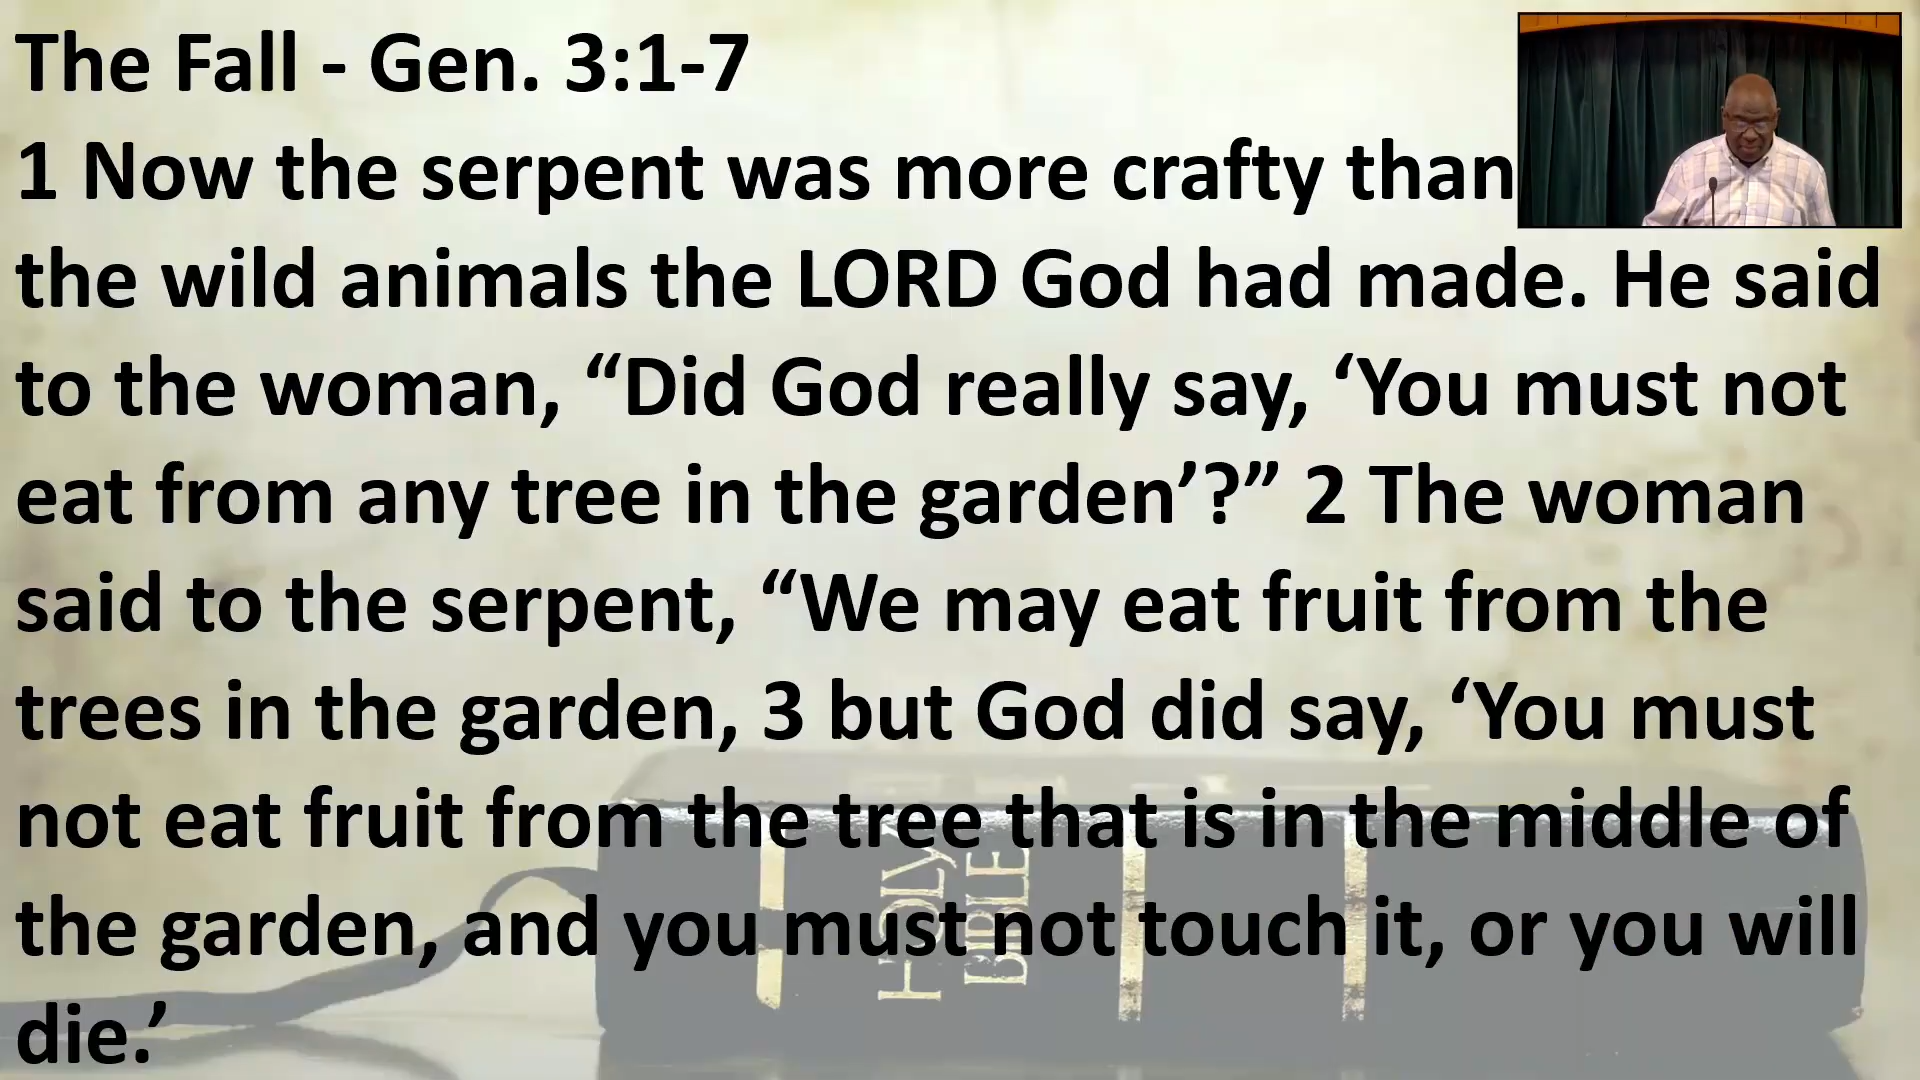 The Fall - Gen. 3:1-7
1 Now the serpent was more crafty than
the wild animals the LORD God had made. He said
to the woman, “Did God really say, ‘You must not
eat from any tree in the garden’?” 2 The woman
said to the serpent, “We may eat fruit from the
trees in the garden, 3 but God did say, ‘You must
not eat fruit from the tree that is in the middle of
the garden, and you must not touch it, or you will
die.’
HOLY
BIBLE